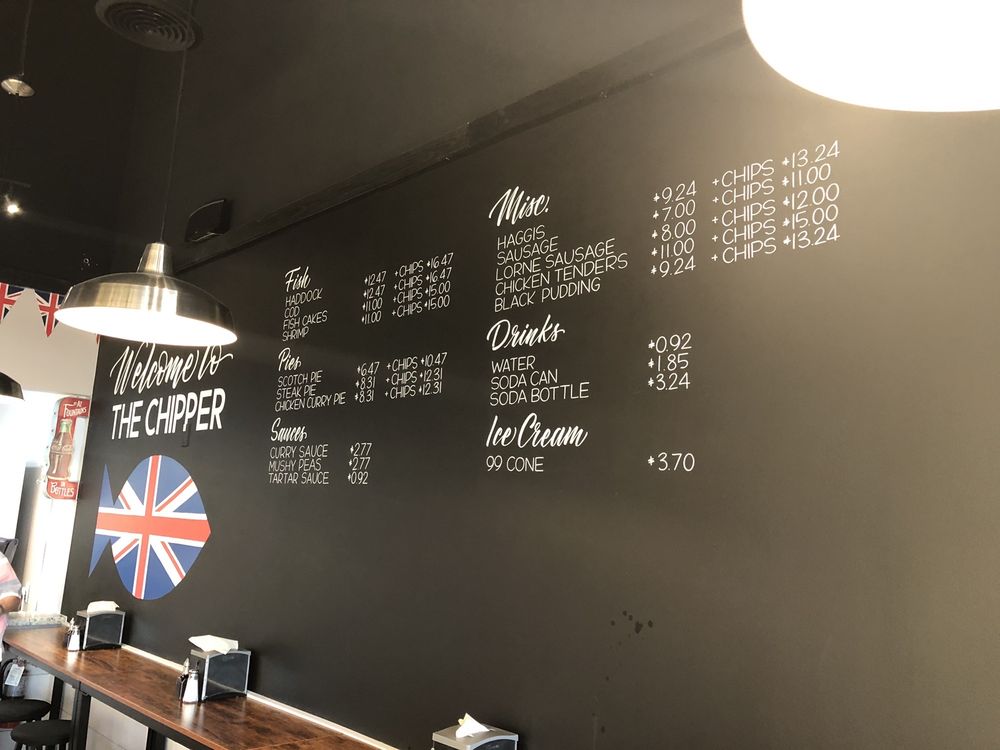 Welcome to
THE CHIPPER
Fish
HADDOCK $12.47 + CHIPS $16.47
COD $12.47 + CHIPS $16.47
FISH CAKES $11.00 + CHIPS $15.00
SHRIMP $11.00 + CHIPS $15.00
Pies
SCOTCH PIE $6.47 + CHIPS $10.47
STEAK PIE $8.31 + CHIPS $12.31
CHICKEN CURRY PIE $8.31 + CHIPS $12.31
Sauces
CURRY SAUCE $2.77
MUSHY PEAS $2.77
TARTAR SAUCE $0.92
Misc.
HAGGIS $9.24 + CHIPS $13.24
SAUSAGE $7.00 + CHIPS $11.00
LORNE SAUSAGE $8.00 + CHIPS $12.00
CHICKEN TENDERS $11.00 + CHIPS $15.00
BLACK PUDDING $9.24 + CHIPS $13.24
Drinks
WATER $0.92
SODA CAN $1.85
SODA BOTTLE $3.24
Ice Cream
99 CONE $3.70
AT
FOUNTAINS
IN
BOTTLES